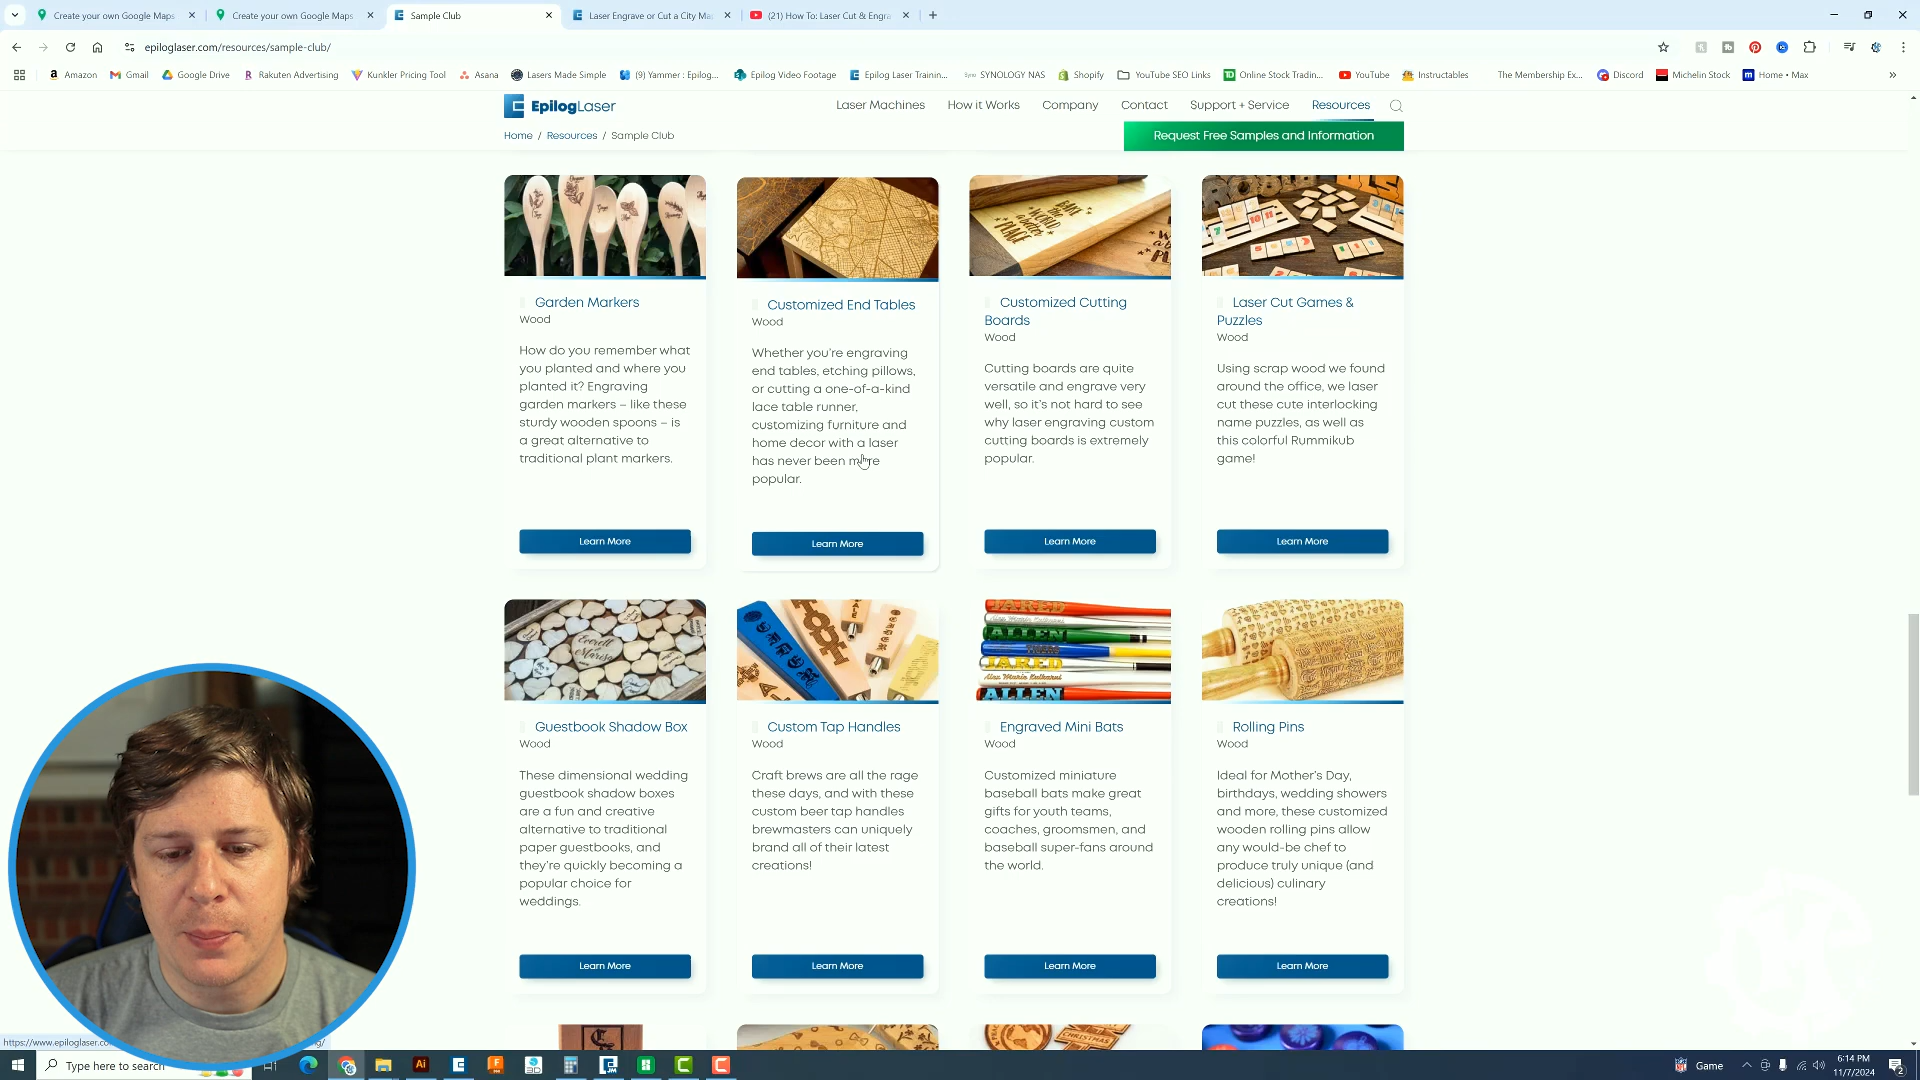 Create your own Google Maps
Create your own Google Maps
Sample Club
Laser Engrave or Cut a City Ma
(21) How To: Laser Cut & Engra
epiloglaser.com/resources/sample-club/
Amazon
Gmail
Google Drive
Rakuten Advertising
Kunkler Pricing Tool
Asana
Lasers Made Simple
(9) Yammer : Epilog...
Epilog Video Footage
Epilog Laser Trainin...
SYNOLOGY NAS
Shopify
YouTube SEO Links
Online Stock Tradin...
YouTube
Instructables
The Membership Ex...
Discord
Michelin Stock
Home • Max
EpilogLaser
Laser Machines
How it Works
Company
Contact
Support + Service
Resources
Home / Resources / Sample Club
Request Free Samples and Information
Garden Markers
Wood
How do you remember what
you planted and where you
planted it? Engraving
garden markers – like these
sturdy wooden spoons – is
a great alternative to
traditional plant markers.
Learn More
Customized End Tables
Wood
Whether you're engraving
end tables, etching pillows,
or cutting a one-of-a-kind
lace table runner,
customizing furniture and
home decor with a laser
has never been more
popular.
Learn More
Customized Cutting
Boards
Wood
Cutting boards are quite
versatile and engrave very
well, so it's not hard to see
why laser engraving custom
cutting boards is extremely
popular.
Learn More
Laser Cut Games &
Puzzles
Wood
Using scrap wood we found
around the office, we laser
cut these cute interlocking
name puzzles, as well as
this colorful Rummikub
game!
Learn More
Guestbook Shadow Box
Wood
These dimensional wedding
guestbook shadow boxes
are a fun and creative
alternative to traditional
paper guestbooks, and
they're quickly becoming a
popular choice for
weddings.
Learn More
Custom Tap Handles
Wood
Craft brews are all the rage
these days, and with these
custom beer tap handles
brewmasters can uniquely
brand all of their latest
creations!
Learn More
JARED
ALLEN
JARED
ALLEN
Engraved Mini Bats
Wood
Customized miniature
baseball bats make great
gifts for youth teams,
coaches, groomsmen, and
baseball super-fans around
the world.
Learn More
Rolling Pins
Wood
Ideal for Mother's Day,
birthdays, wedding showers
and more, these customized
wooden rolling pins allow
any would-be chef to
produce truly unique (and
delicious) culinary
creations!
Learn More
https://www.epiloglaser.co
Type here to search
Game
6:14 PM
11/7/2024